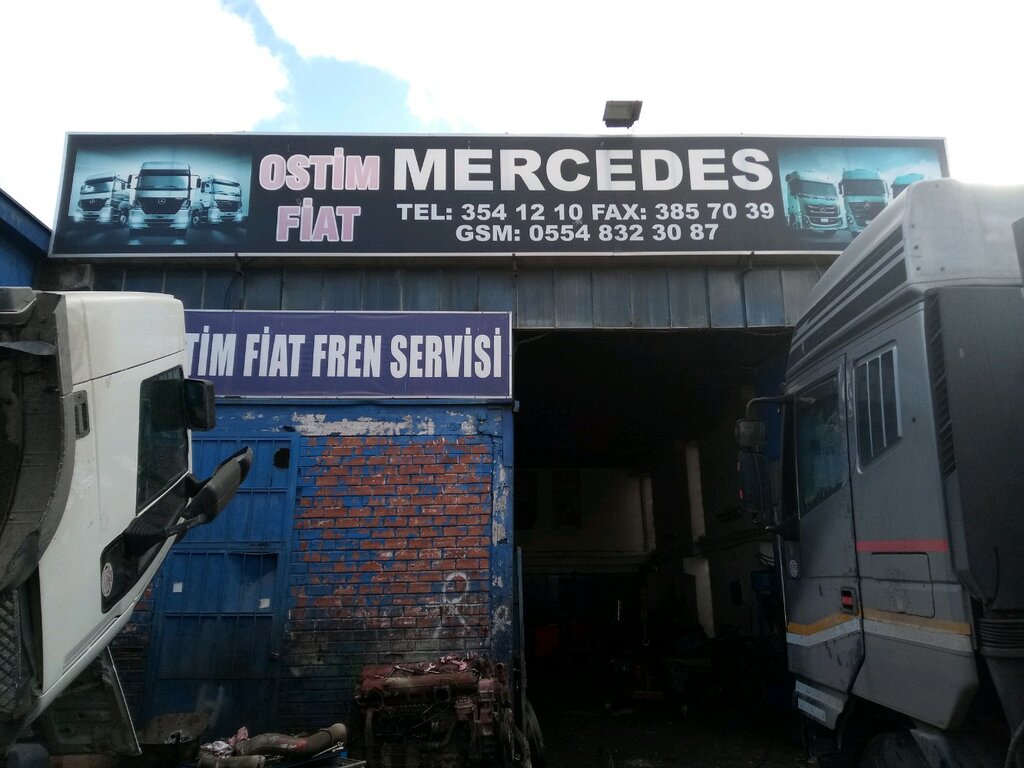 OSTİM FİAT
MERCEDES
TEL: 354 12 10 FAX: 385 70 39
GSM: 0554 832 30 87
TİM FİAT FREN SERVİSİ